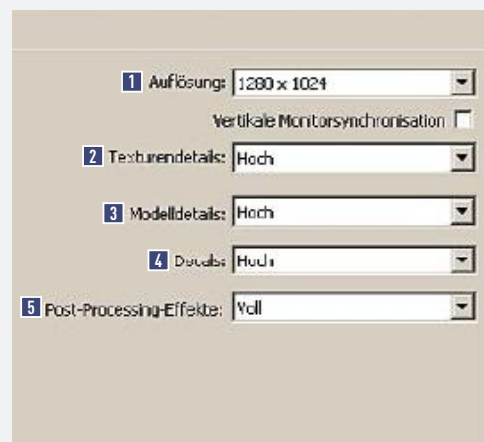 1 Auflösung: 1280 x 1024
Vertikale Monitorsynchronisation
2 Texturendetails: Hoch
3 Modelldetails: Hoch
4 Decals: Hoch
5 Post-Processing-Effekte: Voll